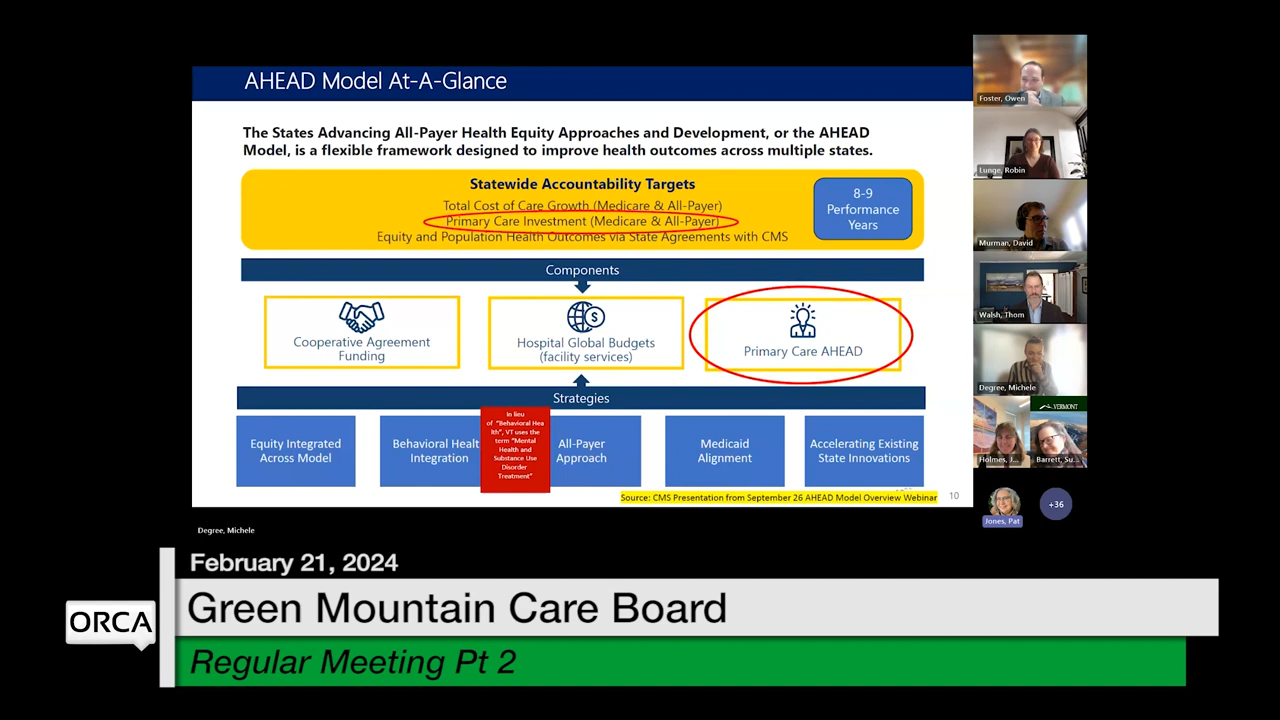 AHEAD Model At-A-Glance
The States Advancing All-Payer Health Equity Approaches and Development, or the AHEAD
Model, is a flexible framework designed to improve health outcomes across multiple states.
Statewide Accountability Targets
Total Cost of Care Growth (Medicare & All-Payer)
Primary Care Investment (Medicare & All-Payer)
Equity and Population Health Outcomes via State Agreements with CMS
8-9
Performance
Years
Components
Cooperative Agreement
Funding
$
Hospital Global Budgets
(facility services)
Primary Care AHEAD
Strategies
Equity Integrated
Across Model
Behavioral Healt
Integration
In lieu
of "Behavioral Hea
lth", VT uses the
term "Mental
Health and
Substance Use
Disorder
Treatment"
All-Payer
Approach
Medicaid
Alignment
Accelerating Existing
State Innovations
Source: CMS Presentation from September 26 AHEAD Model Overview Webinar
10
Foster, Owen
Lunge, Robin
Murman, David
Walsh, Thom
Degree, Michele
VERMONT
Holmes, J...
Barrett, Su...
Jones, Pat
+36
Degree, Michele
February 21, 2024
ORCA
Green Mountain Care Board
Regular Meeting Pt 2